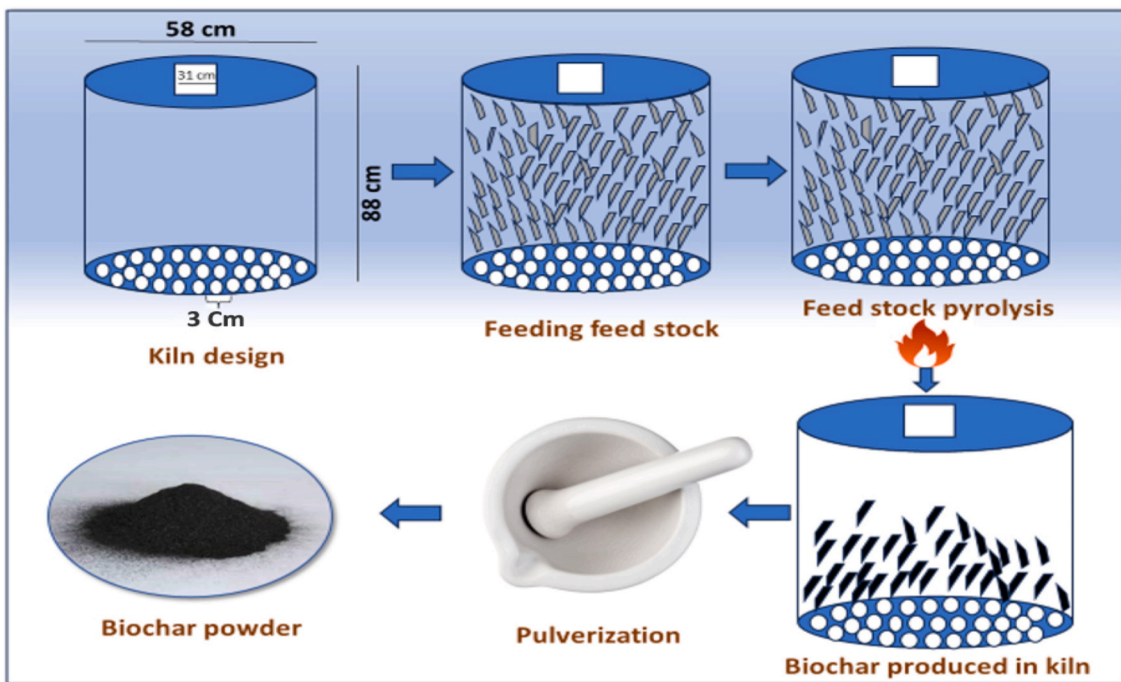 58 cm
31 cm
88 cm
3 Cm
Kiln design
Feeding feed stock
Feed stock pyrolysis
Biochar powder
Pulverization
Biochar produced in kiln